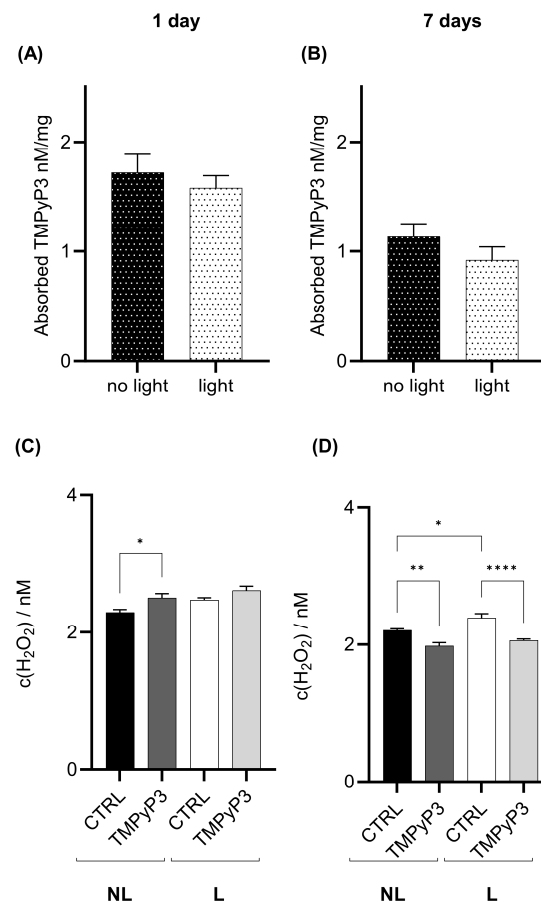 1 day
7 days
(A)
(B)
Absorbed TMPyP3 nM/mg
2
1
0
no light
light
Absorbed TMPyP3 nM/mg
2
1
0
no light
light
(C)
(D)
c(H₂O₂) / nM
4
2
0
*
CTRL
TMPyP3
CTRL
TMPyP3
NL
L
c(H₂O₂) / nM
4
2
0
*
**
****
CTRL
TMPyP3
CTRL
TMPyP3
NL
L